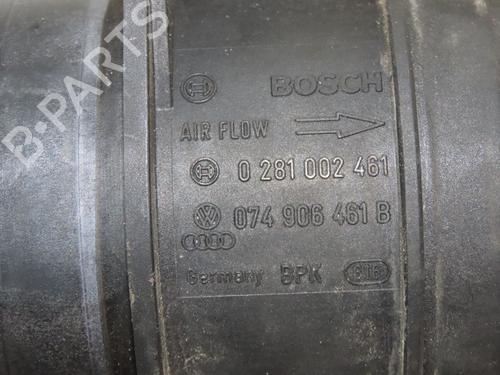 BOSCH
AIR FLOW
0 281 002 461
074 906 461 B
Germany BPK
B-PARTS